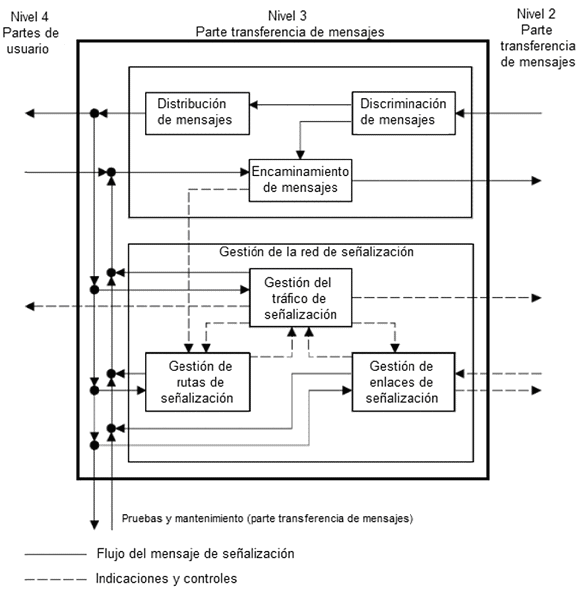 Nivel 4
Partes de
usuario
Nivel 3
Parte transferencia de mensajes
Nivel 2
Parte
transferencia
de mensajes
Distribución
de mensajes
Discriminación
de mensajes
Encaminamiento
de mensajes
Gestión de la red de señalización
Gestión del
tráfico de
señalización
Gestión de
rutas de
señalización
Gestión de
enlaces de
señalización
Pruebas y mantenimiento (parte transferencia de mensajes)
Flujo del mensaje de señalización
Indicaciones y controles